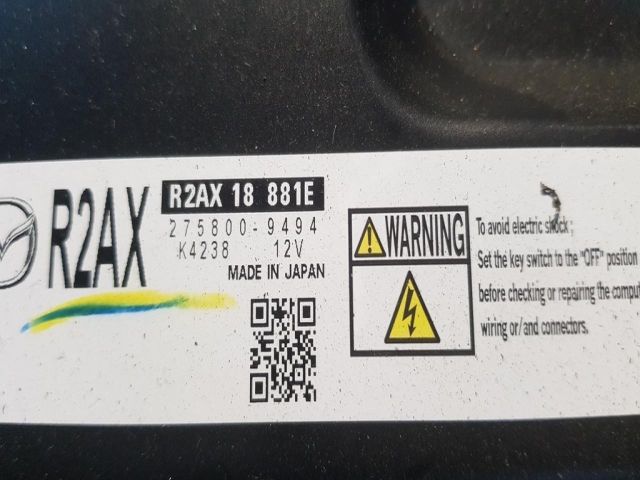 R2AX
R2AX 18 881E
275800-9494
K4238 12V
MADE IN JAPAN
WARNING
To avoid electric shock;
Set the key switch to the "OFF" position
before checking or repairing the comput
wiring or/and connectors.